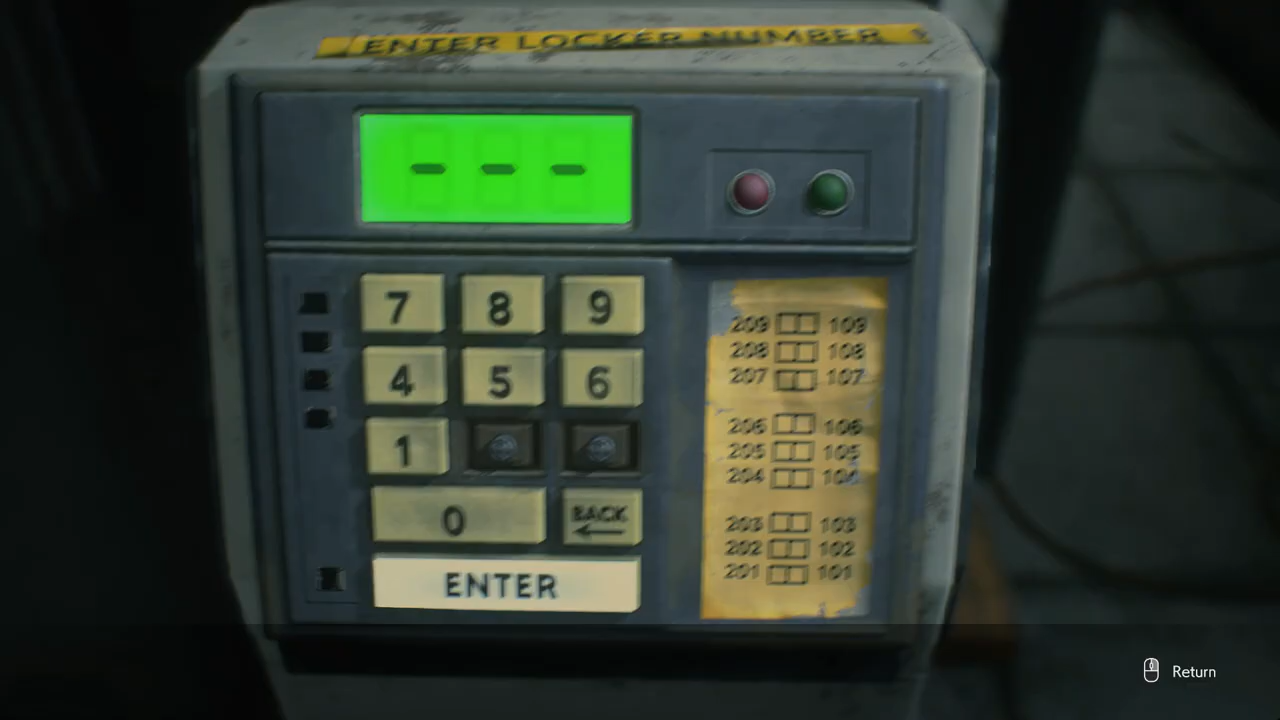 ENTER LOCKER NUMBER
- - -
7 8 9
4 5 6
1
0 BACK
ENTER
209 109
208 108
207 107
206 106
205 105
204 104
203 103
202 102
201 101
Return